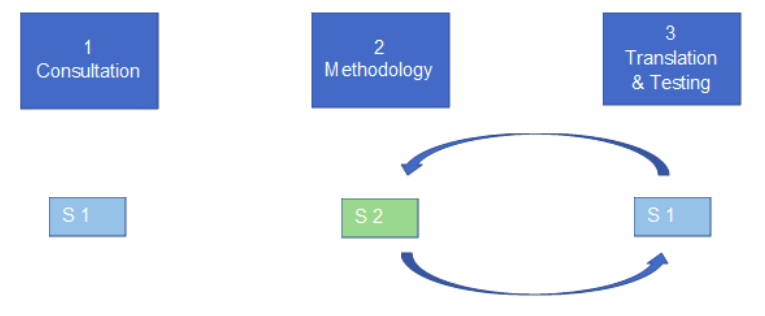 1
Consultation
2
Methodology
3
Translation
& Testing
S 1
S 2
S 1